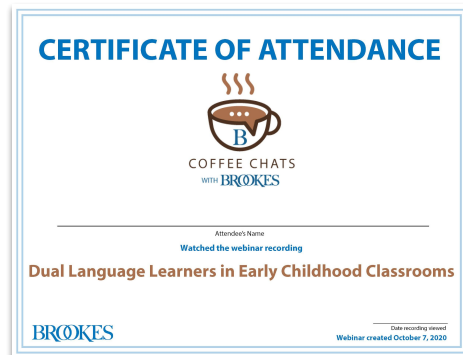 CERTIFICATE OF ATTENDANCE
B
COFFEE CHATS
WITH BROOKES
Attendee's Name
Watched the webinar recording
Dual Language Learners in Early Childhood Classrooms
BROOKES
Date recording viewed
Webinar created October 7, 2020